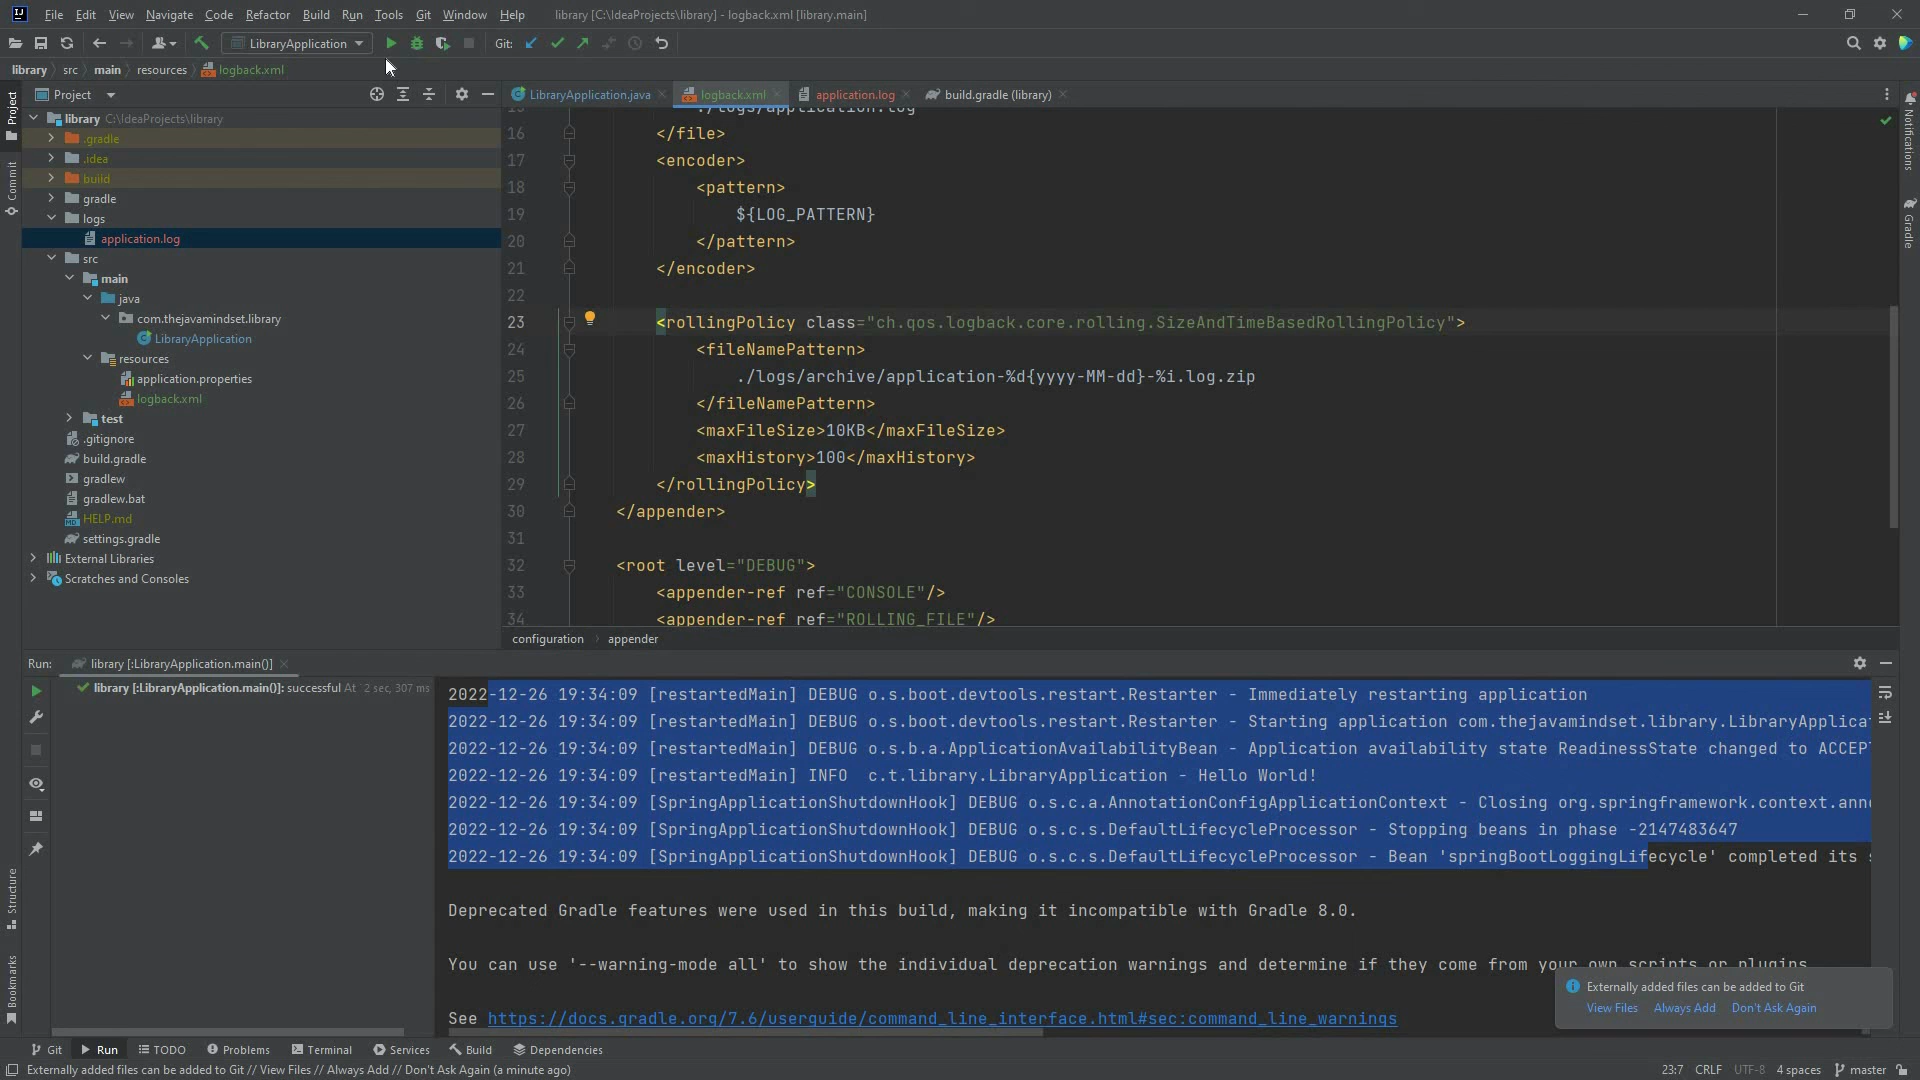 File Edit View Navigate Code Refactor Build Run Tools Git Window Help library [C:\IdeaProjects\library] - logback.xml [library.main]
LibraryApplication Git:
library src main resources logback.xml
Project
LibraryApplication.java logback.xml application.log build.gradle (library)
library C:\IdeaProjects\library
.gradle
.idea
build
gradle
logs
application.log
src
main
java
com.thejavamindset.library
LibraryApplication
resources
application.properties
logback.xml
test
.gitignore
build.gradle
gradlew
gradlew.bat
HELP.md
settings.gradle
External Libraries
Scratches and Consoles
15 ./logs/application.log
16 </file>
17 <encoder>
18 <pattern>
19 ${LOG_PATTERN}
20 </pattern>
21 </encoder>
22
23 <rollingPolicy class="ch.qos.logback.core.rolling.SizeAndTimeBasedRollingPolicy">
24 <fileNamePattern>
25 ./logs/archive/application-%d{yyyy-MM-dd}-%i.log.zip
26 </fileNamePattern>
27 <maxFileSize>10KB</maxFileSize>
28 <maxHistory>100</maxHistory>
29 </rollingPolicy>
30 </appender>
31
32 <root level="DEBUG">
33 <appender-ref ref="CONSOLE"/>
34 <appender-ref ref="ROLLING_FILE"/>
configuration appender
Project
Commit
Structure
Bookmarks
Notifications
Gradle
Run: library [:LibraryApplication.main()]
library [:LibraryApplication.main()]: successful At 2 sec, 307 ms
2022-12-26 19:34:09 [restartedMain] DEBUG o.s.boot.devtools.restart.Restarter - Immediately restarting application
2022-12-26 19:34:09 [restartedMain] DEBUG o.s.boot.devtools.restart.Restarter - Starting application com.thejavamindset.library.LibraryApplicat
2022-12-26 19:34:09 [restartedMain] DEBUG o.s.b.a.ApplicationAvailabilityBean - Application availability state ReadinessState changed to ACCEPT
2022-12-26 19:34:09 [restartedMain] INFO c.t.library.LibraryApplication - Hello World!
2022-12-26 19:34:09 [SpringApplicationShutdownHook] DEBUG o.s.c.a.AnnotationConfigApplicationContext - Closing org.springframework.context.anno
2022-12-26 19:34:09 [SpringApplicationShutdownHook] DEBUG o.s.c.s.DefaultLifecycleProcessor - Stopping beans in phase -2147483647
2022-12-26 19:34:09 [SpringApplicationShutdownHook] DEBUG o.s.c.s.DefaultLifecycleProcessor - Bean 'springBootLoggingLifecycle' completed its s
Deprecated Gradle features were used in this build, making it incompatible with Gradle 8.0.
You can use '--warning-mode all' to show the individual deprecation warnings and determine if they come from your own scripts or plugins
See https://docs.gradle.org/7.6/userguide/command_line_interface.html#sec:command_line_warnings
Externally added files can be added to Git
View Files Always Add Don't Ask Again
Git Run TODO Problems Terminal Services Build Dependencies
Externally added files can be added to Git // View Files // Always Add // Don't Ask Again (a minute ago) 23:7 CRLF UTF-8 4 spaces master